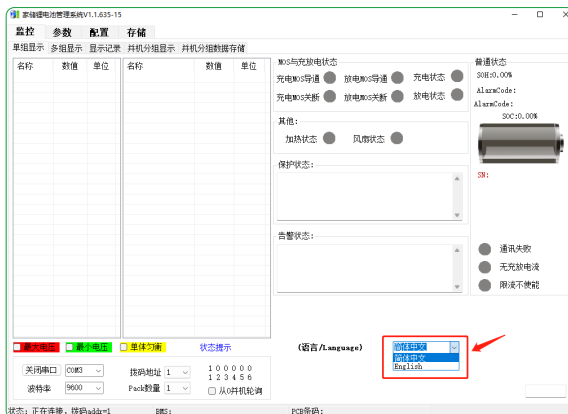 家储锂电池管理系统V1.1.635-15
监控 参数 配置 存储
单组显示 多组显示 显示记录 并机分组显示 并机分组数据存储
名称 数值 单位 名称 数值 单位
MOS与充放电状态
充电MOS导通 放电MOS导通 充电状态
充电MOS关断 放电MOS关断 放电状态
其他:
加热状态 风扇状态
保护状态:
告警状态:
普通状态
SOH:0.00%
AlarmCode:
AlarmCode:
SOC:0.00%
SN:
通讯失败
无充放电流
限流不使能
最大电压 最小电压 单体均衡 状态提示
(语言/Language) 简体中文
简体中文
English
关闭串口 COM3 拨码地址 1 1 0 0 0 0 0
1 2 3 4 5 6
波特率 9600 Pack数量 1 从0并机轮询
状态: 正在连接, 拨码addr=1 BMS: PCB条码: